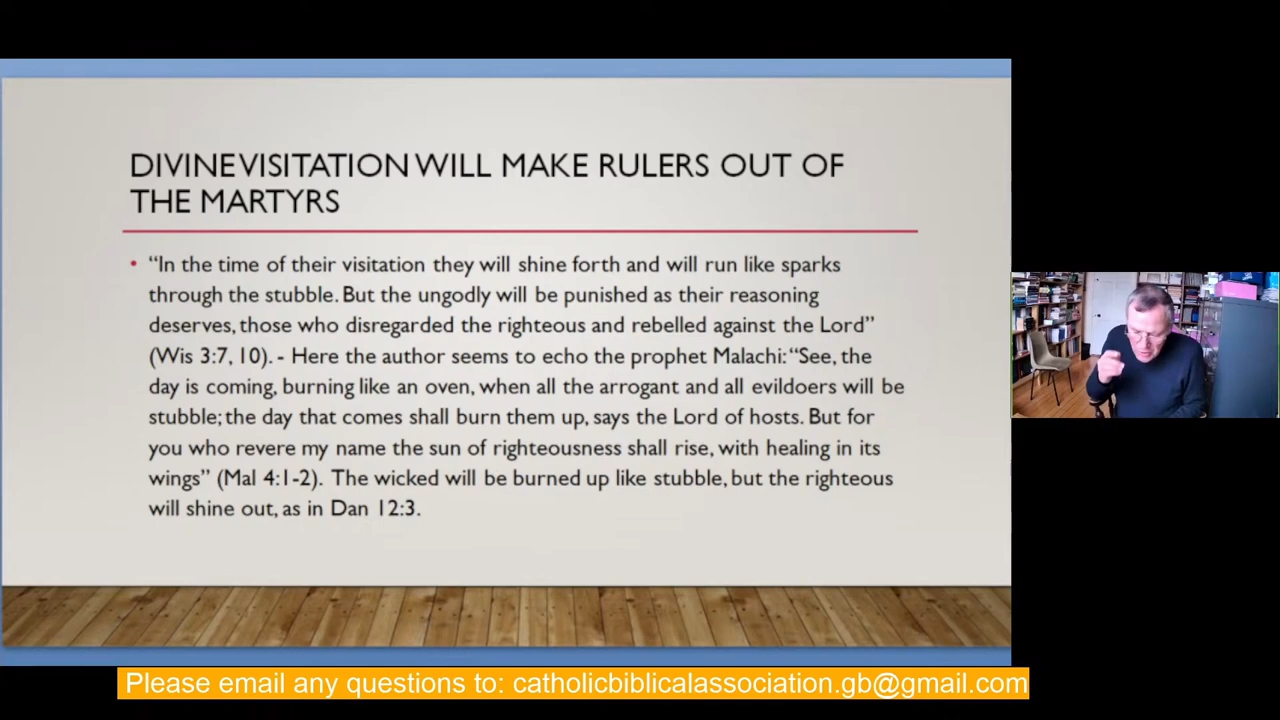 DIVINE VISITATION WILL MAKE RULERS OUT OF
THE MARTYRS
• “In the time of their visitation they will shine forth and will run like sparks
through the stubble. But the ungodly will be punished as their reasoning
deserves, those who disregarded the righteous and rebelled against the Lord”
(Wis 3:7, 10). - Here the author seems to echo the prophet Malachi: “See, the
day is coming, burning like an oven, when all the arrogant and all evildoers will be
stubble; the day that comes shall burn them up, says the Lord of hosts. But for
you who revere my name the sun of righteousness shall rise, with healing in its
wings” (Mal 4:1-2). The wicked will be burned up like stubble, but the righteous
will shine out, as in Dan 12:3.
Please email any questions to: catholicbiblicalassociation.gb@gmail.com